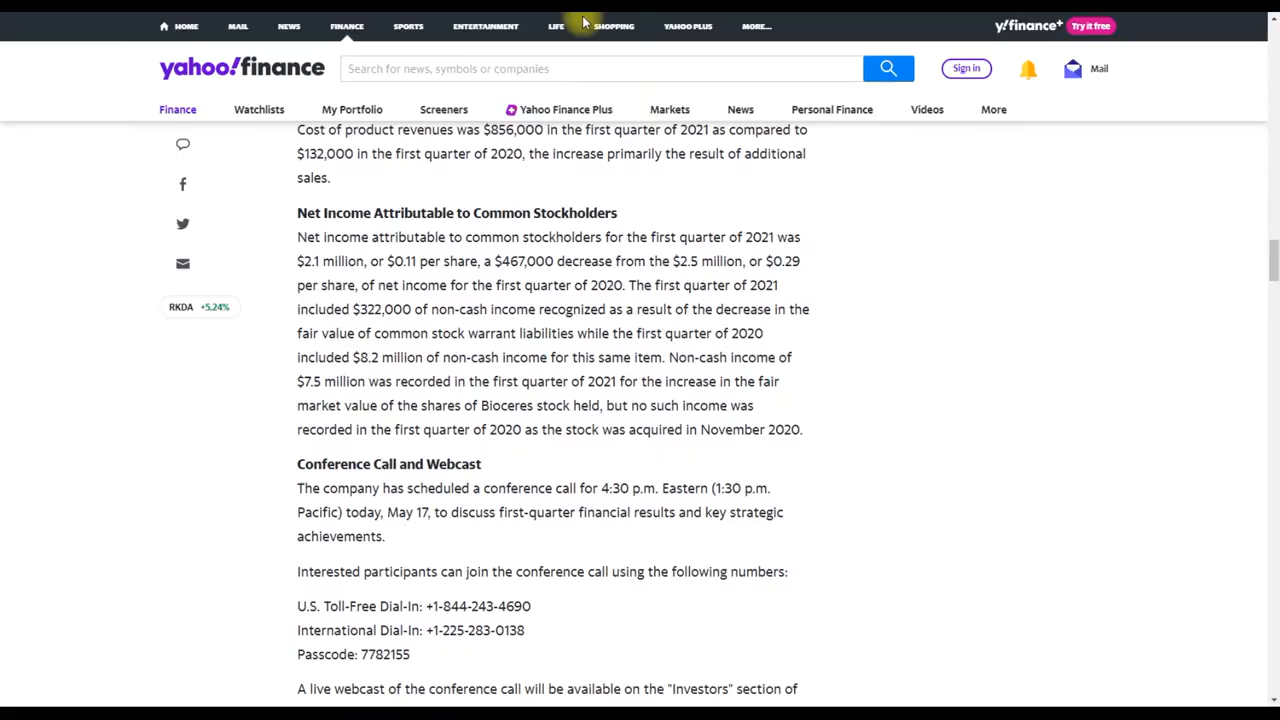 HOME MAIL NEWS FINANCE SPORTS ENTERTAINMENT LIFE SHOPPING YAHOO PLUS MORE... y!finance+ Try it free
yahoo!finance Search for news, symbols or companies Sign in Mail
Finance Watchlists My Portfolio Screeners Yahoo Finance Plus Markets News Personal Finance Videos More
Cost of product revenues was $856,000 in the first quarter of 2021 as compared to
$132,000 in the first quarter of 2020, the increase primarily the result of additional
sales.
Net Income Attributable to Common Stockholders
Net income attributable to common stockholders for the first quarter of 2021 was
$2.1 million, or $0.11 per share, a $467,000 decrease from the $2.5 million, or $0.29
per share, of net income for the first quarter of 2020. The first quarter of 2021
included $322,000 of non-cash income recognized as a result of the decrease in the
fair value of common stock warrant liabilities while the first quarter of 2020
included $8.2 million of non-cash income for this same item. Non-cash income of
$7.5 million was recorded in the first quarter of 2021 for the increase in the fair
market value of the shares of Bioceres stock held, but no such income was
recorded in the first quarter of 2020 as the stock was acquired in November 2020.
RKDA +5.24%
Conference Call and Webcast
The company has scheduled a conference call for 4:30 p.m. Eastern (1:30 p.m.
Pacific) today, May 17, to discuss first-quarter financial results and key strategic
achievements.
Interested participants can join the conference call using the following numbers:
U.S. Toll-Free Dial-In: +1-844-243-4690
International Dial-In: +1-225-283-0138
Passcode: 7782155
A live webcast of the conference call will be available on the "Investors" section of